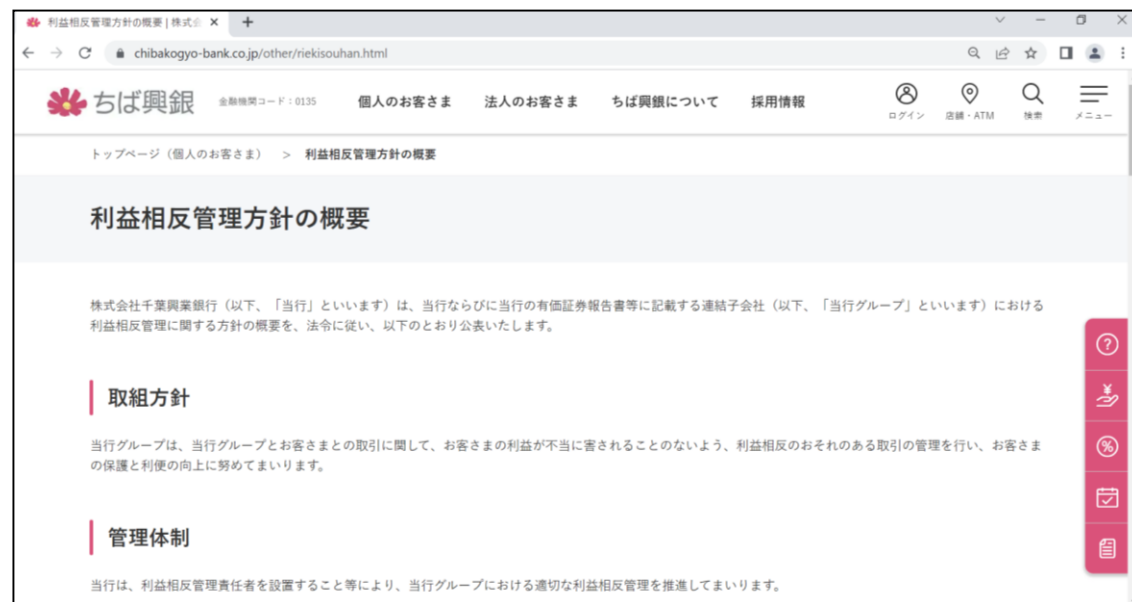 利益相反管理方針の概要 | 株式会
chibakogyo-bank.co.jp/other/riekisouhan.html
ちば興銀 金融機関コード：0135 個人のお客さま 法人のお客さま ちば興銀について 採用情報 ログイン 店舗・ATM 検索 メニュー
トップページ（個人のお客さま） > 利益相反管理方針の概要
利益相反管理方針の概要
株式会社千葉興業銀行（以下、「当行」といいます）は、当行ならびに当行の有価証券報告書等に記載する連結子会社（以下、「当行グループ」といいます）における
利益相反管理に関する方針の概要を、法令に従い、以下のとおり公表いたします。
取組方針
当行グループは、当行グループとお客さまとの取引に関して、お客さまの利益が不当に害されることのないよう、利益相反のおそれのある取引の管理を行い、お客さま
の保護と利便の向上に努めてまいります。
管理体制
当行は、利益相反管理責任者を設置すること等により、当行グループにおける適切な利益相反管理を推進してまいります。